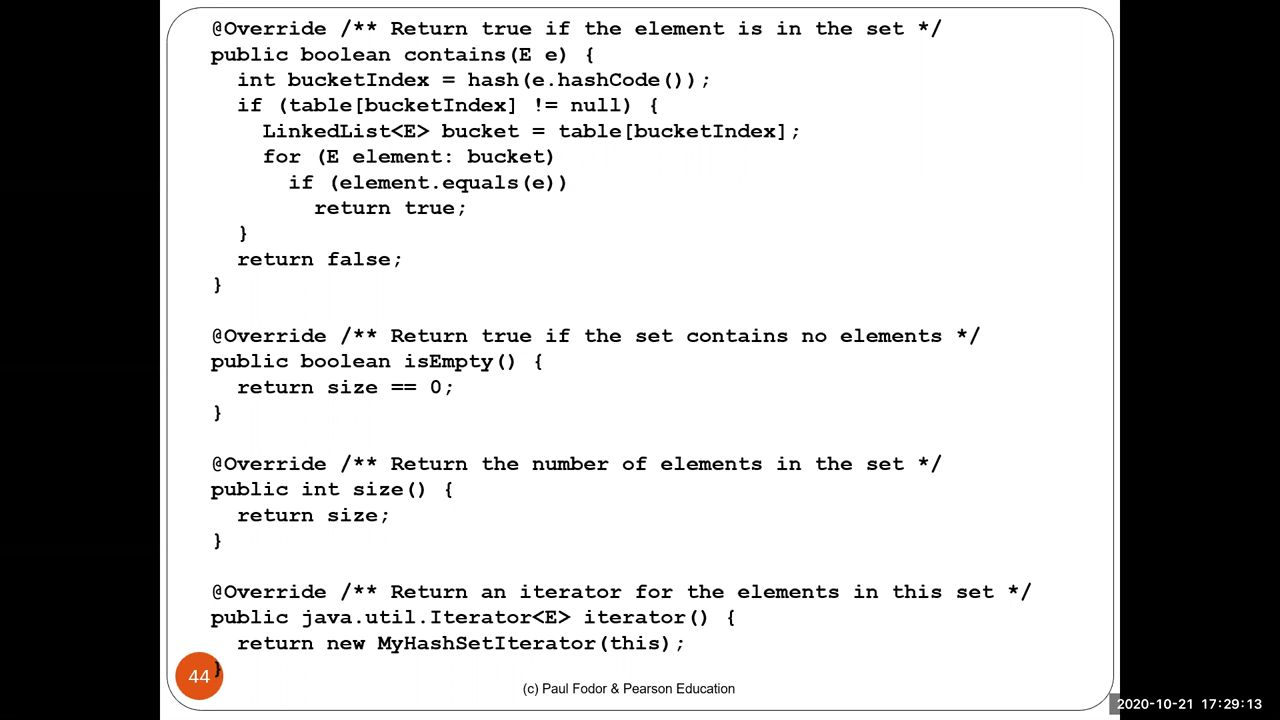 @Override /** Return true if the element is in the set */
public boolean contains(E e) {
  int bucketIndex = hash(e.hashCode());
  if (table[bucketIndex] != null) {
    LinkedList<E> bucket = table[bucketIndex];
    for (E element: bucket)
      if (element.equals(e))
        return true;
  }
  return false;
}

@Override /** Return true if the set contains no elements */
public boolean isEmpty() {
  return size == 0;
}

@Override /** Return the number of elements in the set */
public int size() {
  return size;
}

@Override /** Return an iterator for the elements in this set */
public java.util.Iterator<E> iterator() {
  return new MyHashSetIterator(this);
}
44
(c) Paul Fodor & Pearson Education
2020-10-21 17:29:13